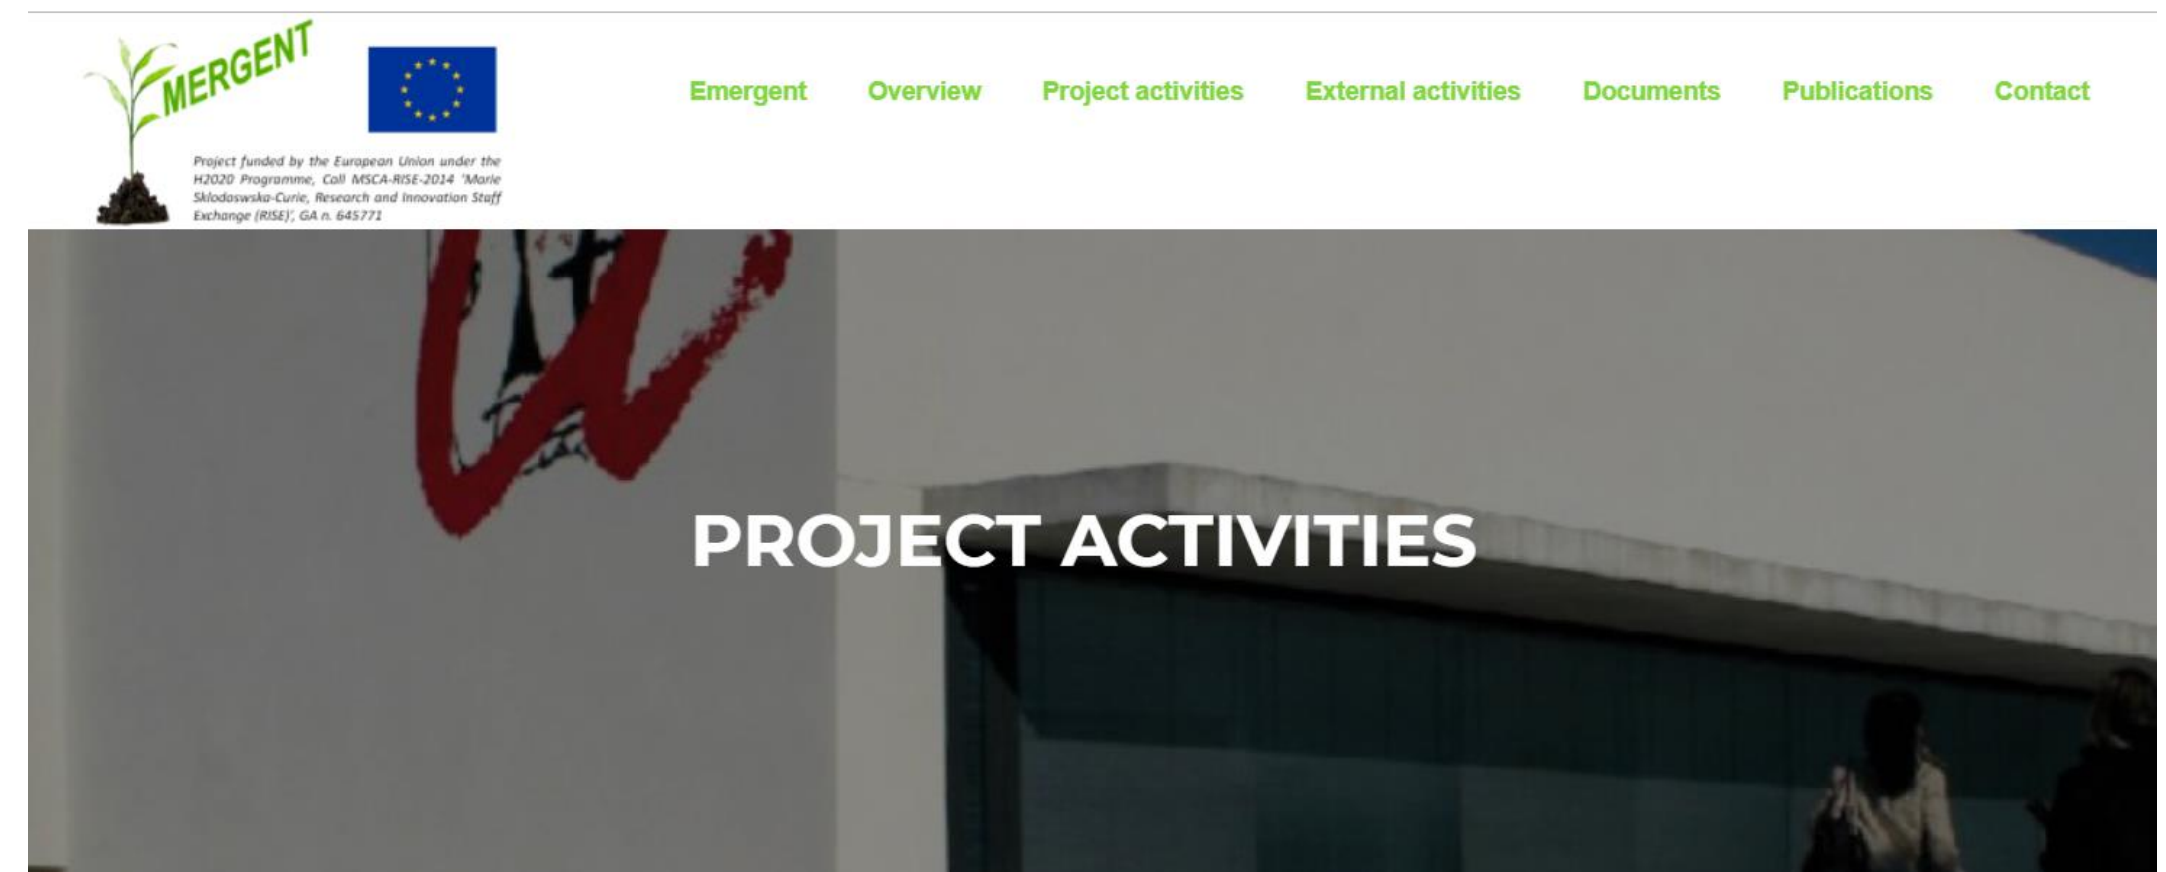 EMERGENT
Project funded by the European Union under the
H2020 Programme, Call MSCA-RISE-2014 'Marie
Sklodoswska-Curie, Research and Innovation Staff
Exchange (RISE)', GA n. 645771
Emergent Overview Project activities External activities Documents Publications Contact
PROJECT ACTIVITIES